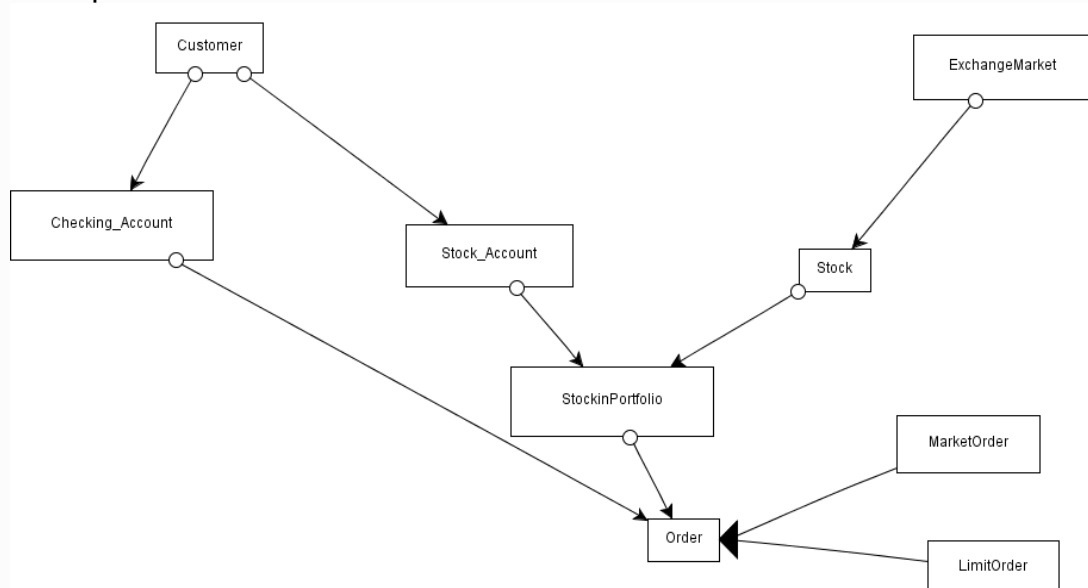 Customer
ExchangeMarket
Checking_Account
Stock_Account
Stock
StockinPortfolio
MarketOrder
Order
LimitOrder